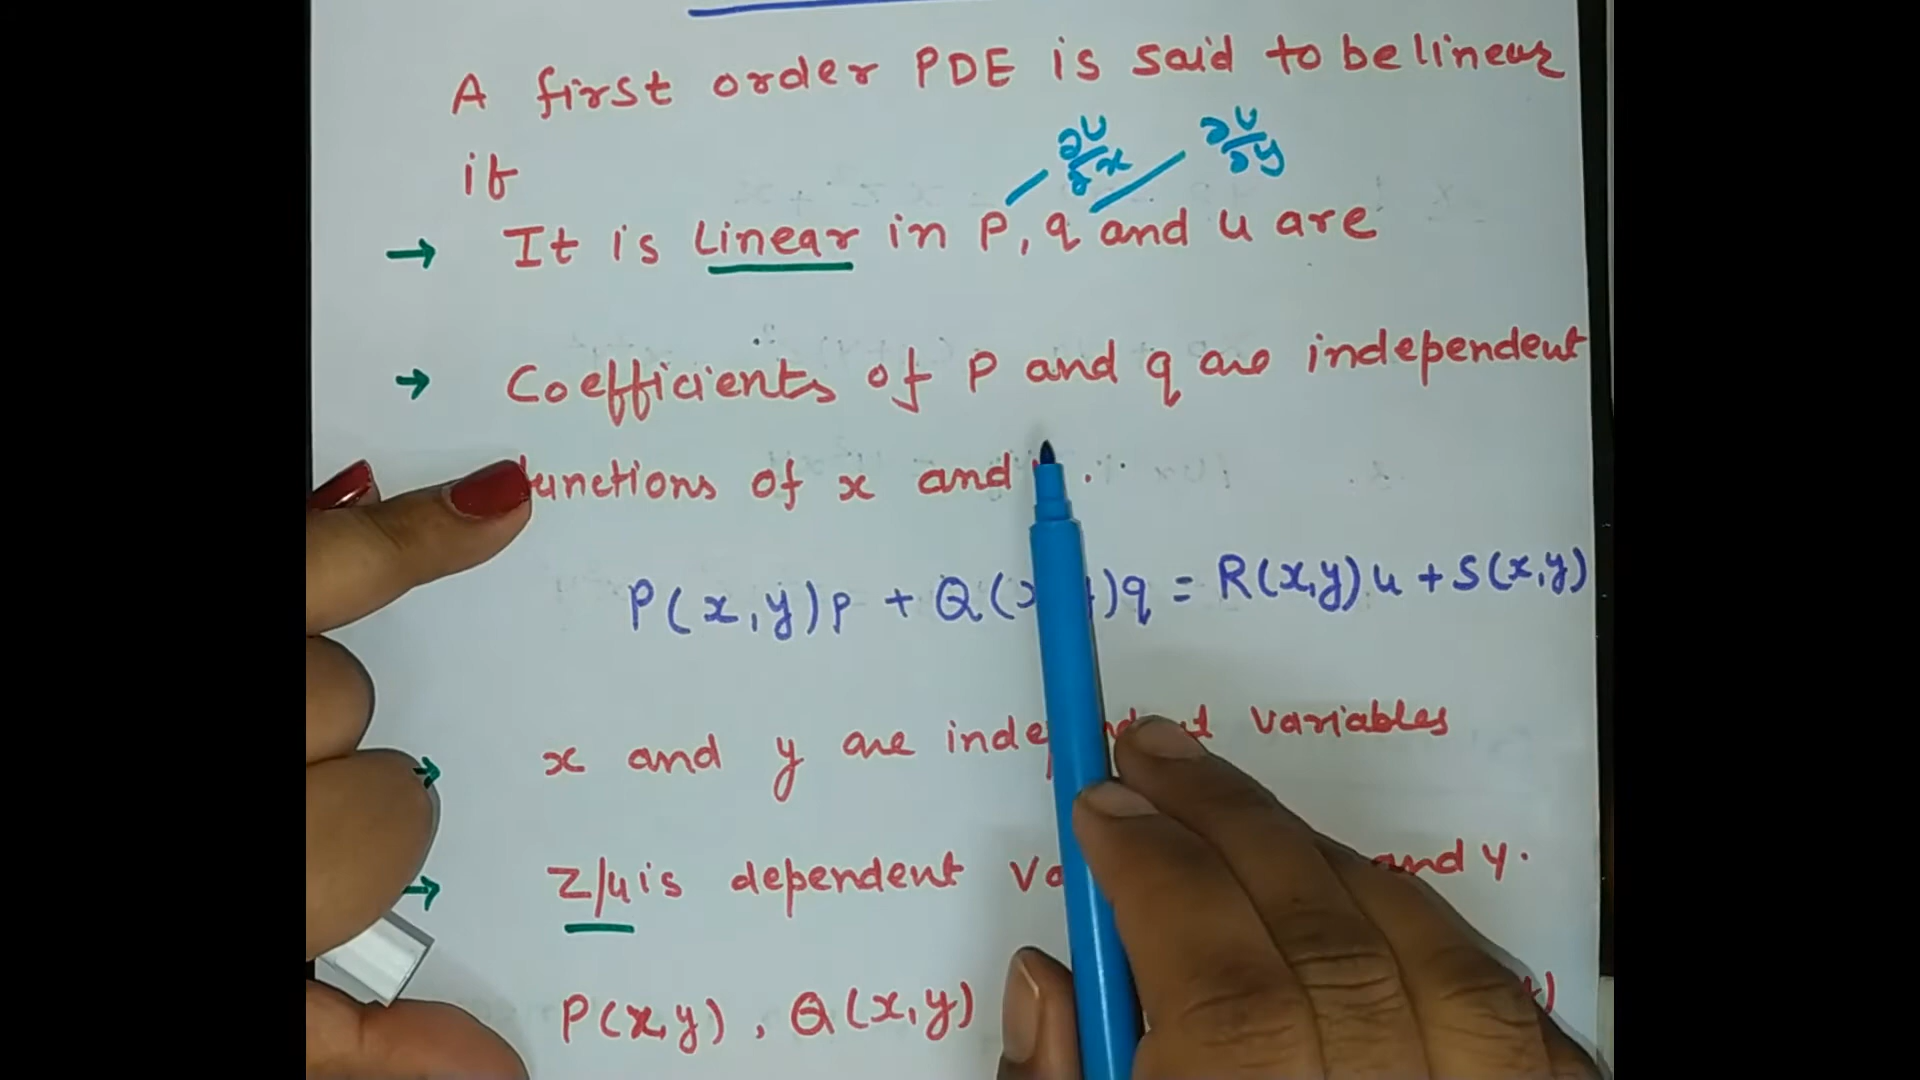 A first order PDE is said to be linear
if
∂u/∂x ∂u/∂y
→ It is Linear in P, q and u are
→ Coefficients of P and q are independent
functions of x and .
P(x,y)p + Q(x )q = R(x,y)u + S(x,y)
→ x and y are variables
→ Z/u is dependent and y.
P(x,y), Q(x,y)